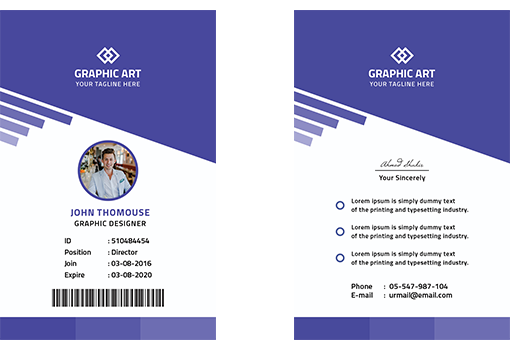 GRAPHIC ART
YOUR TAGLINE HERE
JOHN THOMOUSE
GRAPHIC DESIGNER
ID : 510484454
Position : Director
Join : 03-08-2016
Expire : 03-08-2020
GRAPHIC ART
YOUR TAGLINE HERE
Your Sincerely
Lorem ipsum is simply dummy text
of the printing and typesetting industry.
Lorem ipsum is simply dummy text
of the printing and typesetting industry.
Lorem ipsum is simply dummy text
of the printing and typesetting industry.
Phone : 05-547-987-104
E-mail : urmail@email.com